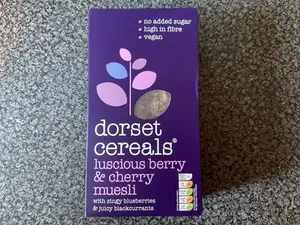 • no added sugar
• high in fibre
• vegan
dorset
cereals®
luscious berry
& cherry
muesli
with zingy blueberries
& juicy blackcurrants